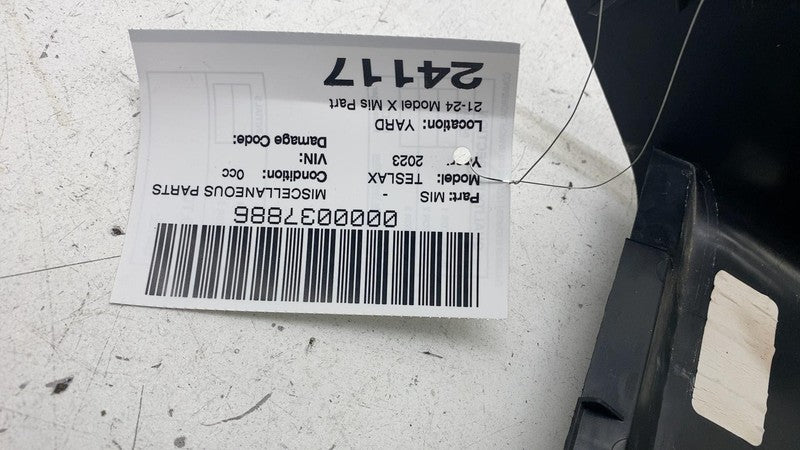 0000037886
Part: MIS - MISCELLANEOUS PARTS
Model: TESLAX Condition: 0cc
Year: 2023 VIN:
Damage Code:
Location: YARD
21-24 Model X Mis Part
24117